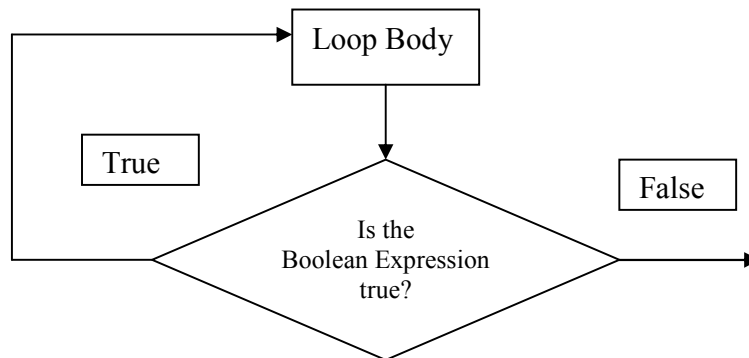 Loop Body
True
False
Is the
Boolean Expression
true?